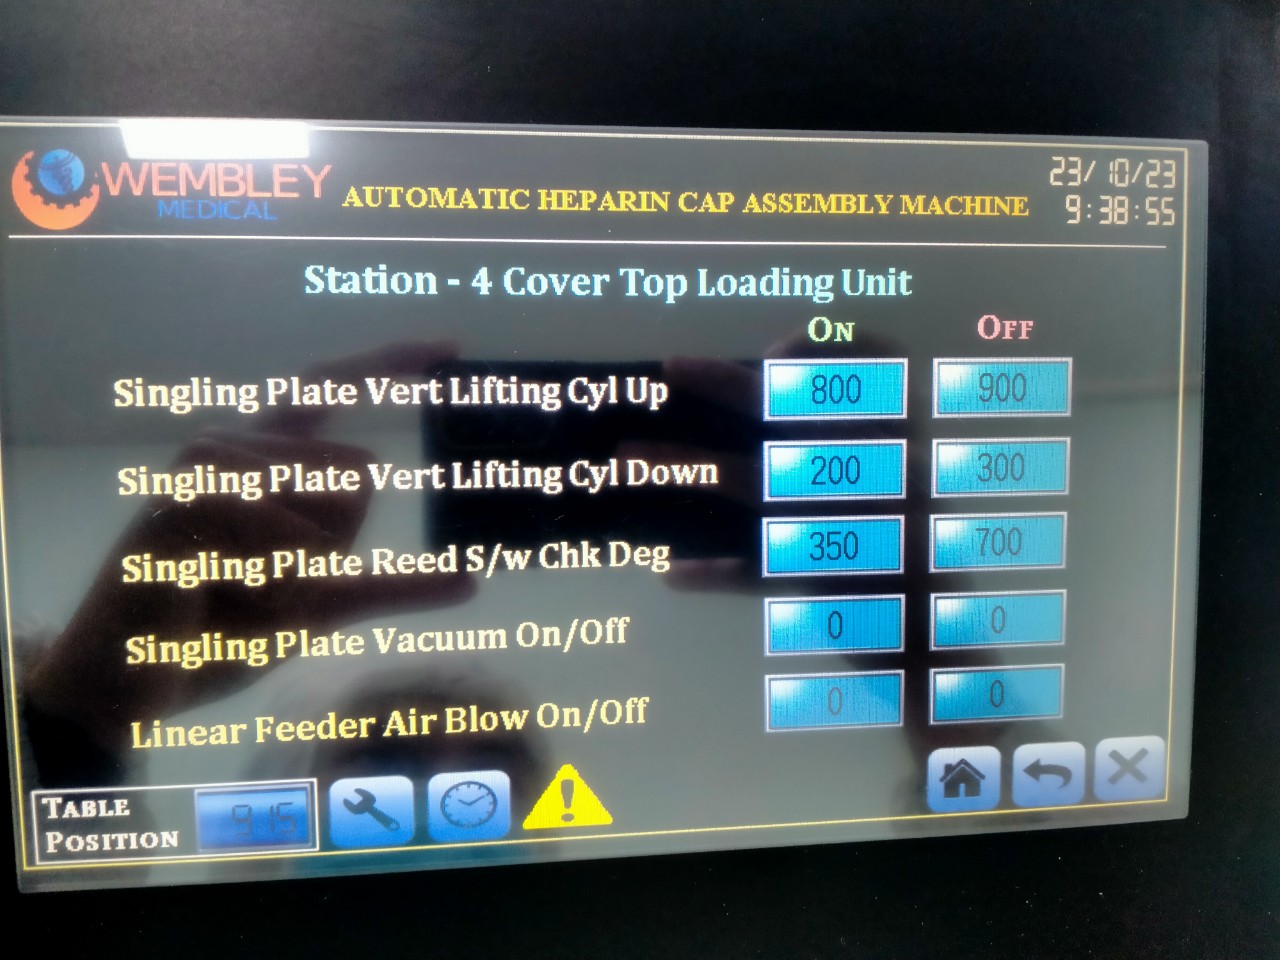 WEMBLEY
MEDICAL
AUTOMATIC HEPARIN CAP ASSEMBLY MACHINE
23/10/23
9:38:55
Station - 4 Cover Top Loading Unit
ON OFF
Singling Plate Vert Lifting Cyl Up 800 900
Singling Plate Vert Lifting Cyl Down 200 300
Singling Plate Reed S/w Chk Deg 350 700
Singling Plate Vacuum On/Off 0 0
Linear Feeder Air Blow On/Off 0 0
TABLE
POSITION
915